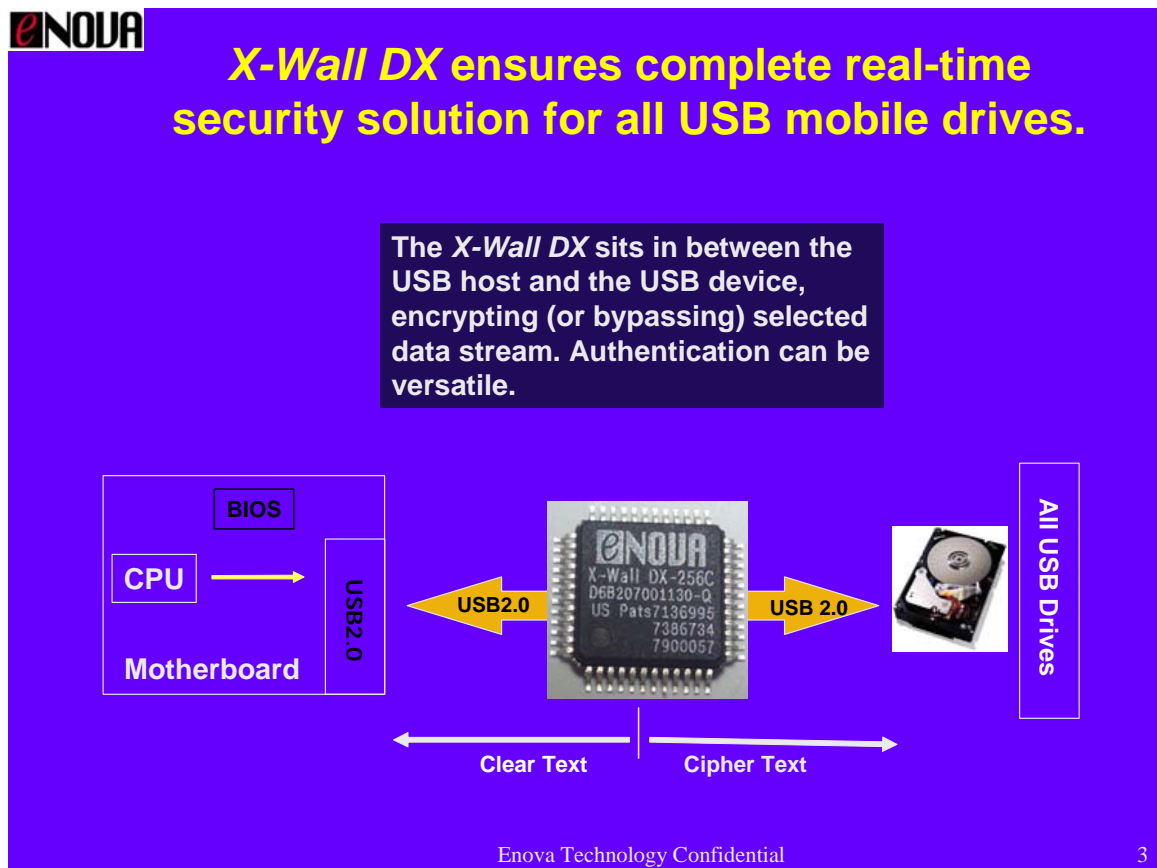 eNOVA
X-Wall DX ensures complete real-time
security solution for all USB mobile drives.
The X-Wall DX sits in between the
USB host and the USB device,
encrypting (or bypassing) selected
data stream. Authentication can be
versatile.
BIOS
CPU
USB2.0
Motherboard
USB2.0
eNOVA
X-Wall DX-256C
D6B207001130-Q
US Pats7136995
7386734
7900057
USB 2.0
All USB Drives
Clear Text
Cipher Text
Enova Technology Confidential
3